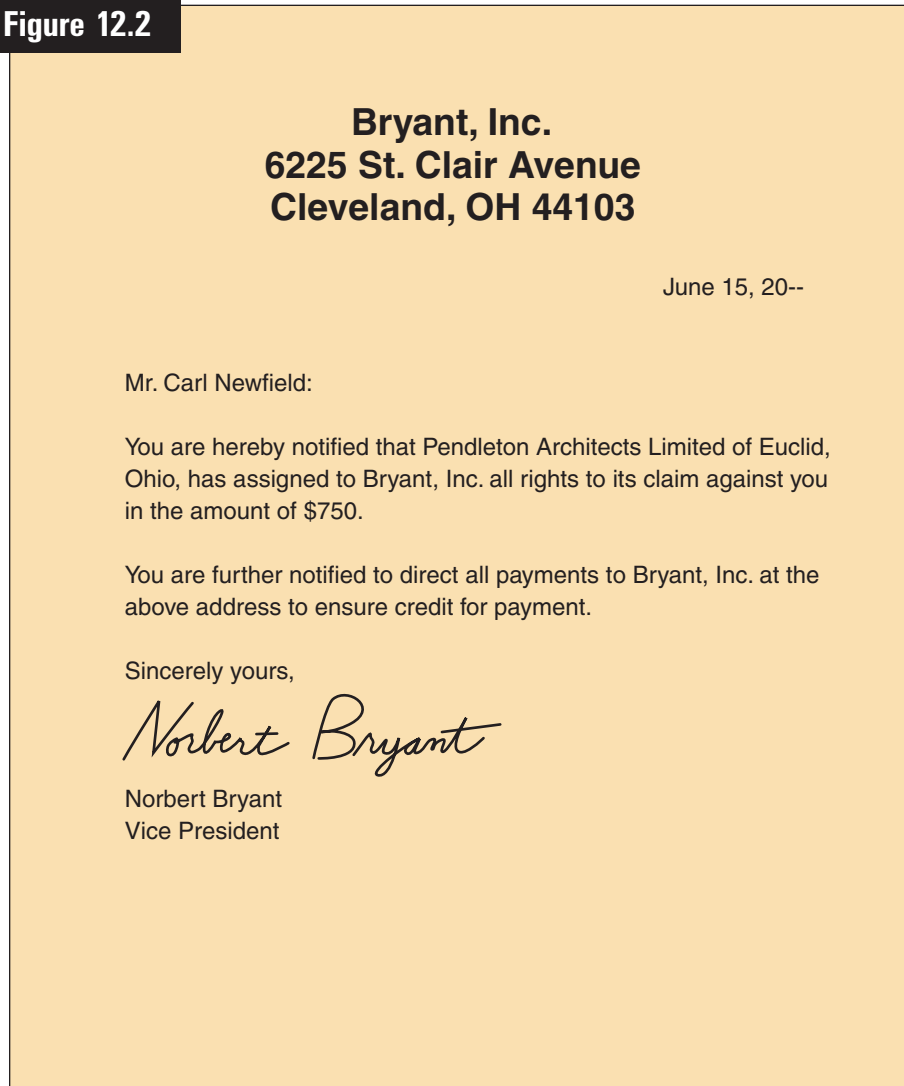 Figure 12.2
Bryant, Inc.
6225 St. Clair Avenue
Cleveland, OH 44103
June 15, 20--
Mr. Carl Newfield:
You are hereby notified that Pendleton Architects Limited of Euclid,
Ohio, has assigned to Bryant, Inc. all rights to its claim against you
in the amount of $750.
You are further notified to direct all payments to Bryant, Inc. at the
above address to ensure credit for payment.
Sincerely yours,
Norbert Bryant
Norbert Bryant
Vice President